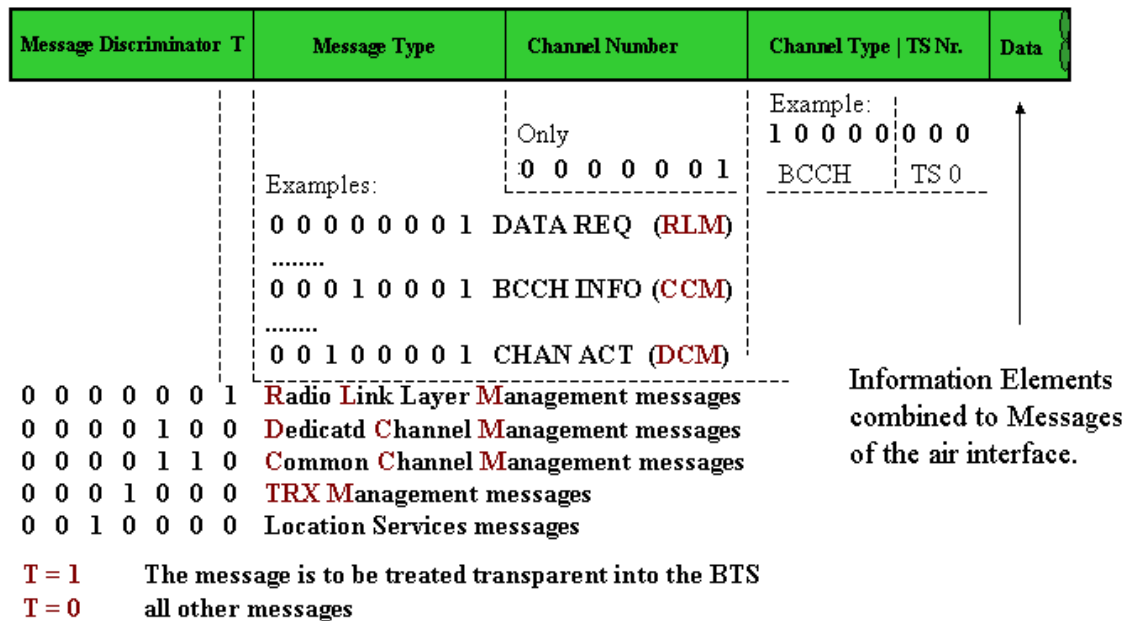 Message Discriminator T Message Type Channel Number Channel Type | TS Nr. Data
Example:
Only 1 0 0 0 0 0 0 0
0 0 0 0 0 0 1 BCCH TS 0
Examples:
0 0 0 0 0 0 0 1 DATA REQ (RLM)
........
0 0 0 1 0 0 0 1 BCCH INFO (CCM)
........
0 0 1 0 0 0 0 1 CHAN ACT (DCM)
0 0 0 0 0 0 1 Radio Link Layer Management messages
0 0 0 0 1 0 0 Dedicatd Channel Management messages
0 0 0 0 1 1 0 Common Channel Management messages
0 0 0 1 0 0 0 TRX Management messages
0 0 1 0 0 0 0 Location Services messages
Information Elements
combined to Messages
of the air interface.
T = 1 The message is to be treated transparent into the BTS
T = 0 all other messages